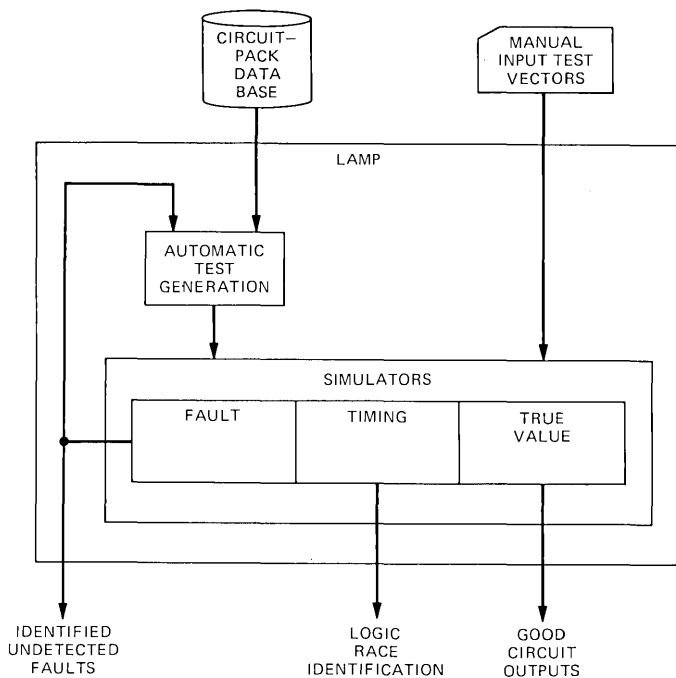 CIRCUIT–
PACK
DATA
BASE
MANUAL
INPUT TEST
VECTORS
LAMP
AUTOMATIC
TEST
GENERATION
SIMULATORS
FAULT
TIMING
TRUE
VALUE
IDENTIFIED
UNDETECTED
FAULTS
LOGIC
RACE
IDENTIFICATION
GOOD
CIRCUIT
OUTPUTS